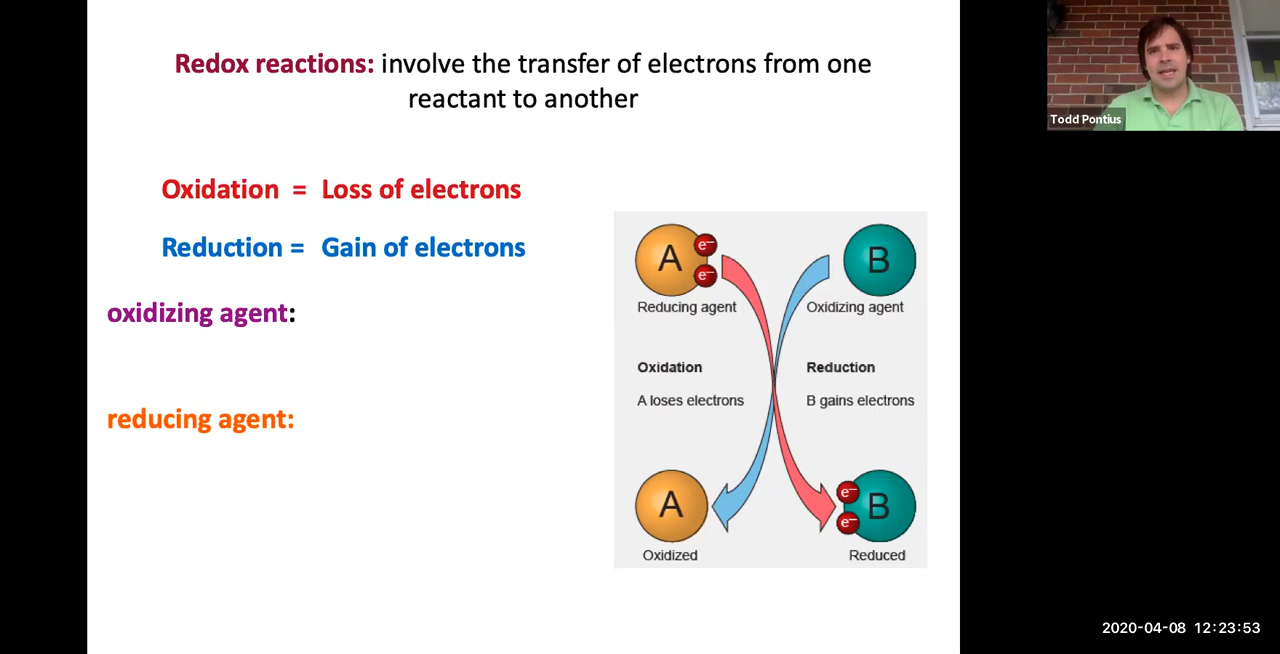 Redox reactions: involve the transfer of electrons from one
reactant to another
Oxidation = Loss of electrons
Reduction = Gain of electrons
oxidizing agent:
reducing agent:
A e⁻ e⁻
B
Reducing agent
Oxidizing agent
Oxidation
Reduction
A loses electrons
B gains electrons
A
e⁻ e⁻ B
Oxidized
Reduced
Todd Pontius
2020-04-08 12:23:53